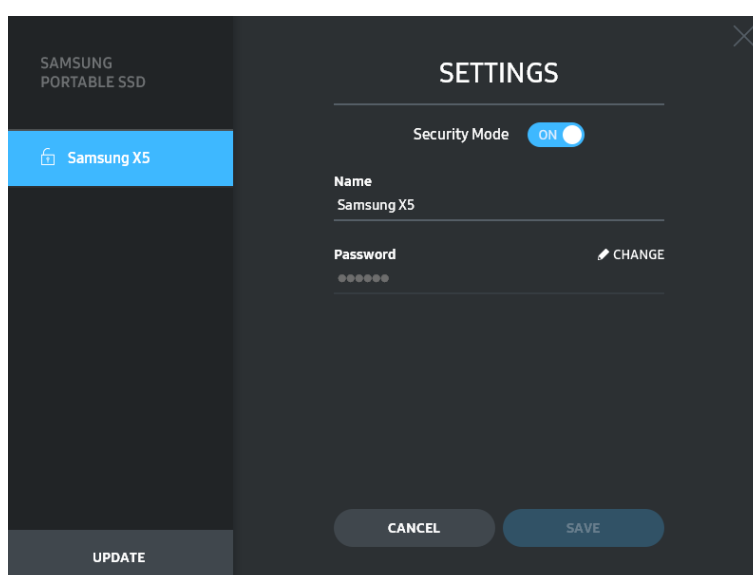 SAMSUNG
PORTABLE SSD
Samsung X5
UPDATE
SETTINGS
Security Mode ON
Name
Samsung X5
Password CHANGE
●●●●●●
CANCEL SAVE